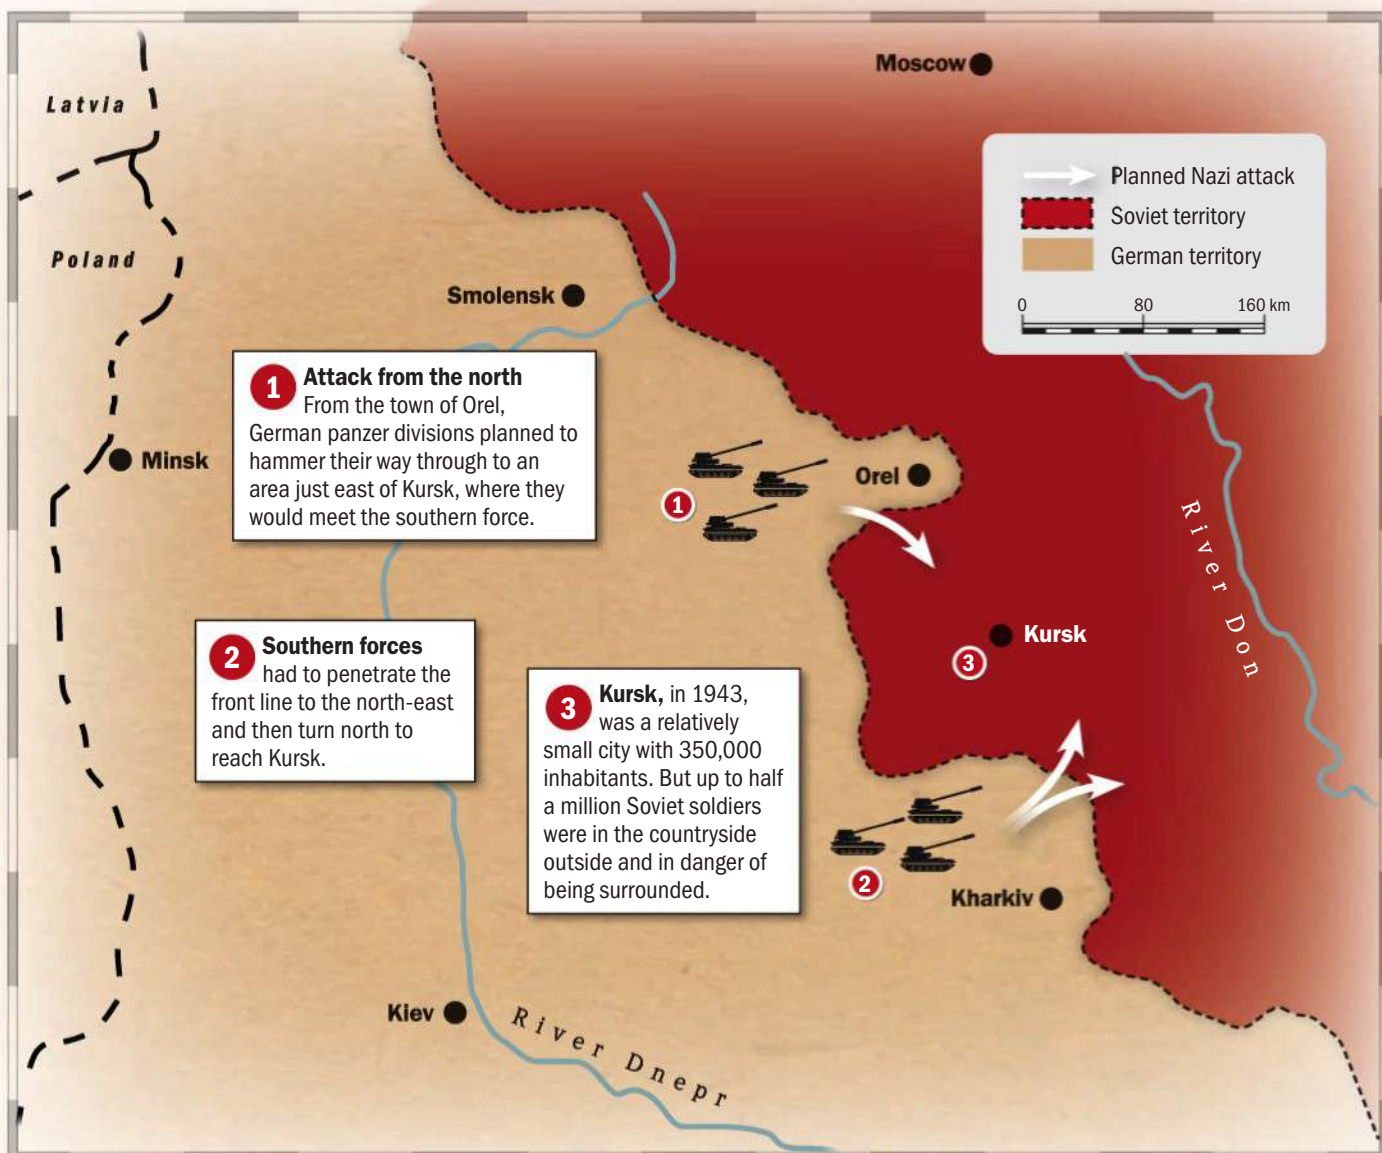 Moscow
Latvia
Planned Nazi attack
Soviet territory
German territory
0 80 160 km
Poland
Smolensk
1 Attack from the north
From the town of Orel,
German panzer divisions planned to
hammer their way through to an
area just east of Kursk, where they
would meet the southern force.
Minsk
Orel
1
River Don
2 Southern forces
had to penetrate the
front line to the north-east
and then turn north to
reach Kursk.
Kursk
3
3 Kursk, in 1943,
was a relatively
small city with 350,000
inhabitants. But up to half
a million Soviet soldiers
were in the countryside
outside and in danger of
being surrounded.
2
Kharkiv
Kiev
River Dnepr